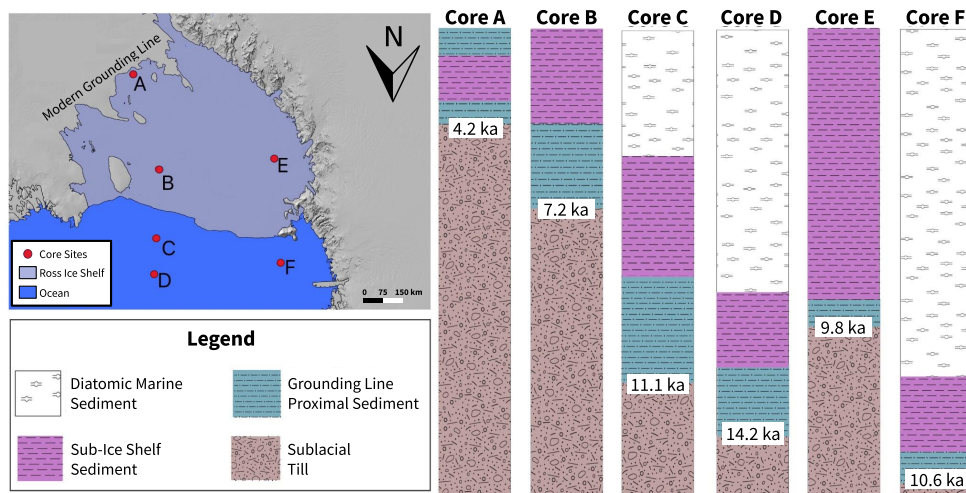 Core A
Core B
Core C
Core D
Core E
Core F
Modern Grounding Line
N
A
B
E
C
D
F
Core Sites
Ross Ice Shelf
Ocean
0 75 150 km
4.2 ka
7.2 ka
11.1 ka
14.2 ka
9.8 ka
10.6 ka
Legend
Diatomic Marine
Sediment
Grounding Line
Proximal Sediment
Sub-Ice Shelf
Sediment
Sublacial
Till